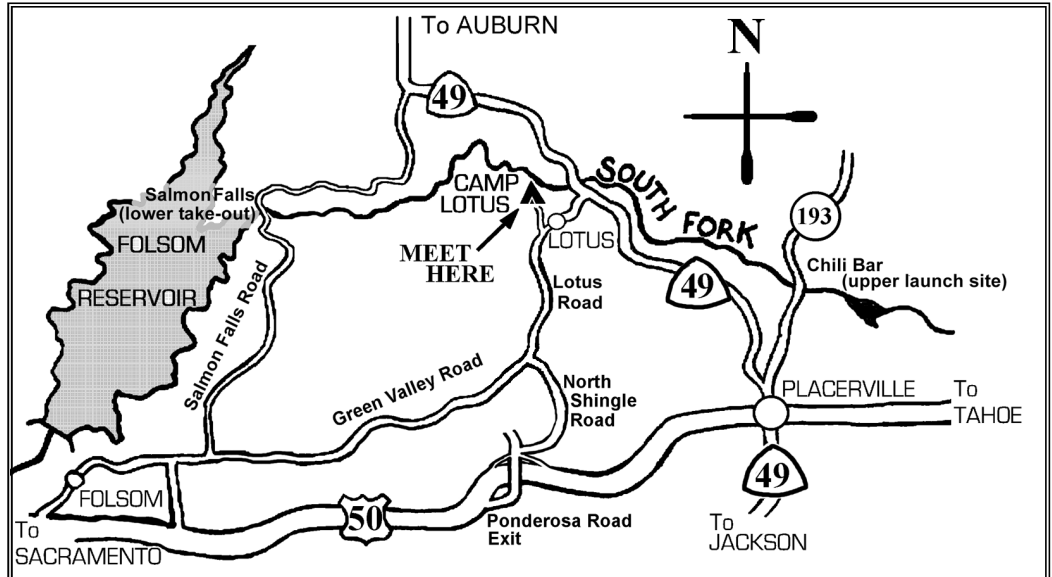 To AUBURN
N
49
SOUTH FORK
193
Salmon Falls
(lower take-out)
CAMP
LOTUS
LOTUS
MEET
HERE
FOLSOM
RESERVOIR
Salmon Falls Road
Lotus
Road
49
Chili Bar
(upper launch site)
Green Valley Road
North
Shingle
Road
PLACERVILLE
To
TAHOE
FOLSOM
50
Ponderosa Road
Exit
49
To
SACRAMENTO
To
JACKSON